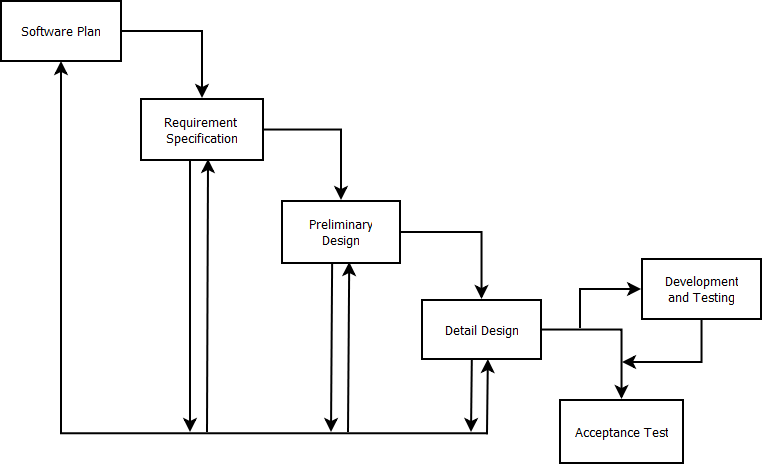 Software Plan
Requirement
Specification
Preliminary
Design
Development
and Testing
Detail Design
Acceptance Test